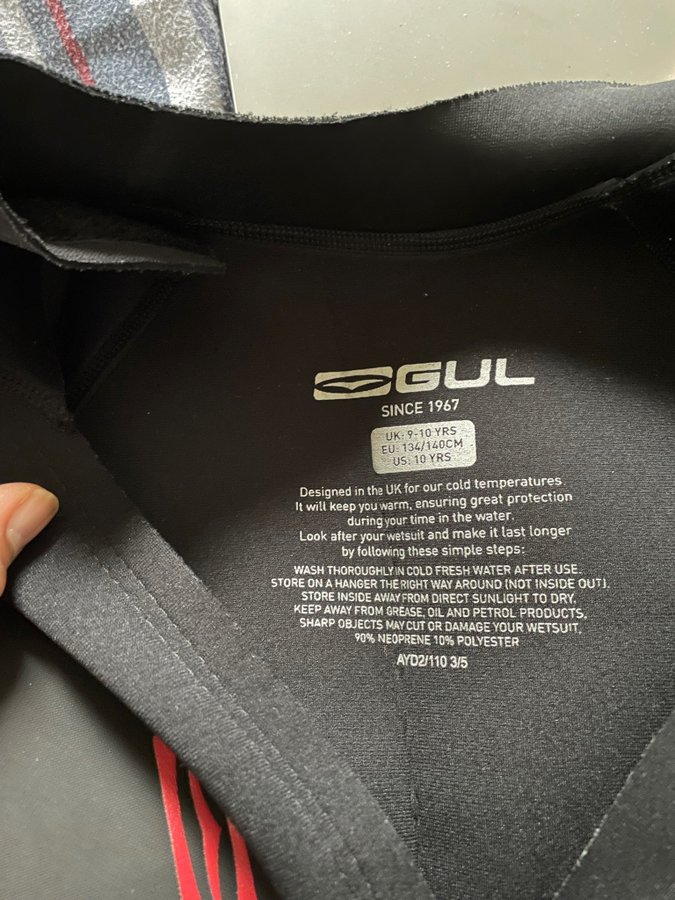 GUL
SINCE 1967
UK: 9-10 YRS
EU: 134/140CM
US: 10 YRS
Designed in the UK for our cold temperatures
It will keep you warm, ensuring great protection
during your time in the water.
Look after your wetsuit and make it last longer
by following these simple steps:
WASH THOROUGHLY IN COLD FRESH WATER AFTER USE.
STORE ON A HANGER THE RIGHT WAY AROUND (NOT INSIDE OUT).
STORE INSIDE AWAY FROM DIRECT SUNLIGHT TO DRY.
KEEP AWAY FROM GREASE, OIL AND PETROL PRODUCTS.
SHARP OBJECTS MAY CUT OR DAMAGE YOUR WETSUIT.
90% NEOPRENE 10% POLYESTER
AYD2/110 3/5